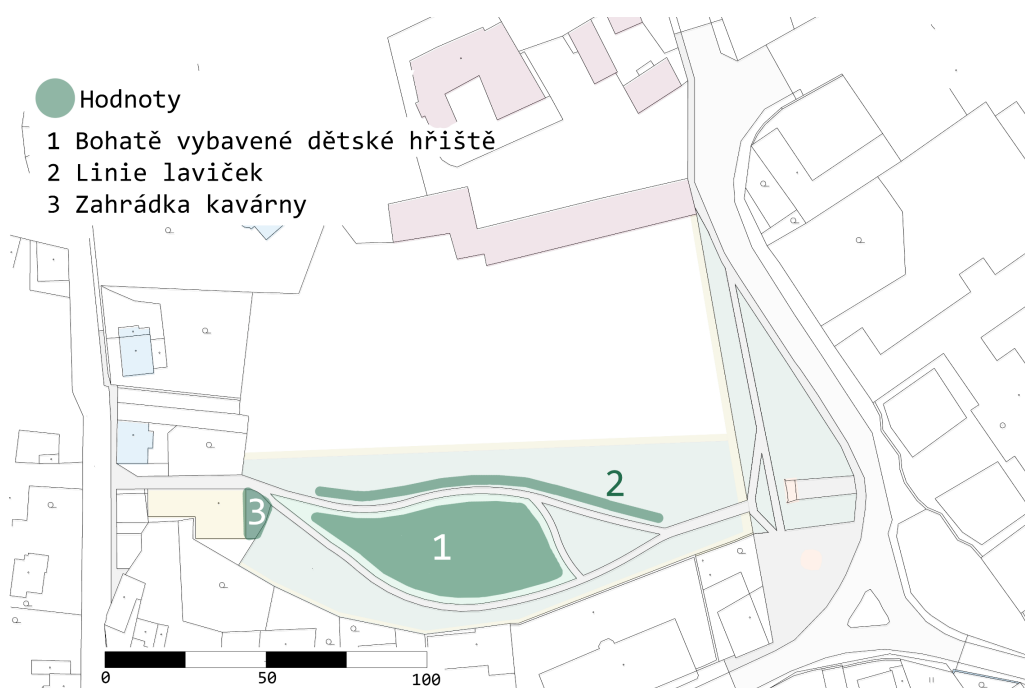 Hodnoty
1 Bohatě vybavené dětské hřiště
2 Linie laviček
3 Zahrádka kavárny
2
3
1
0 50 100